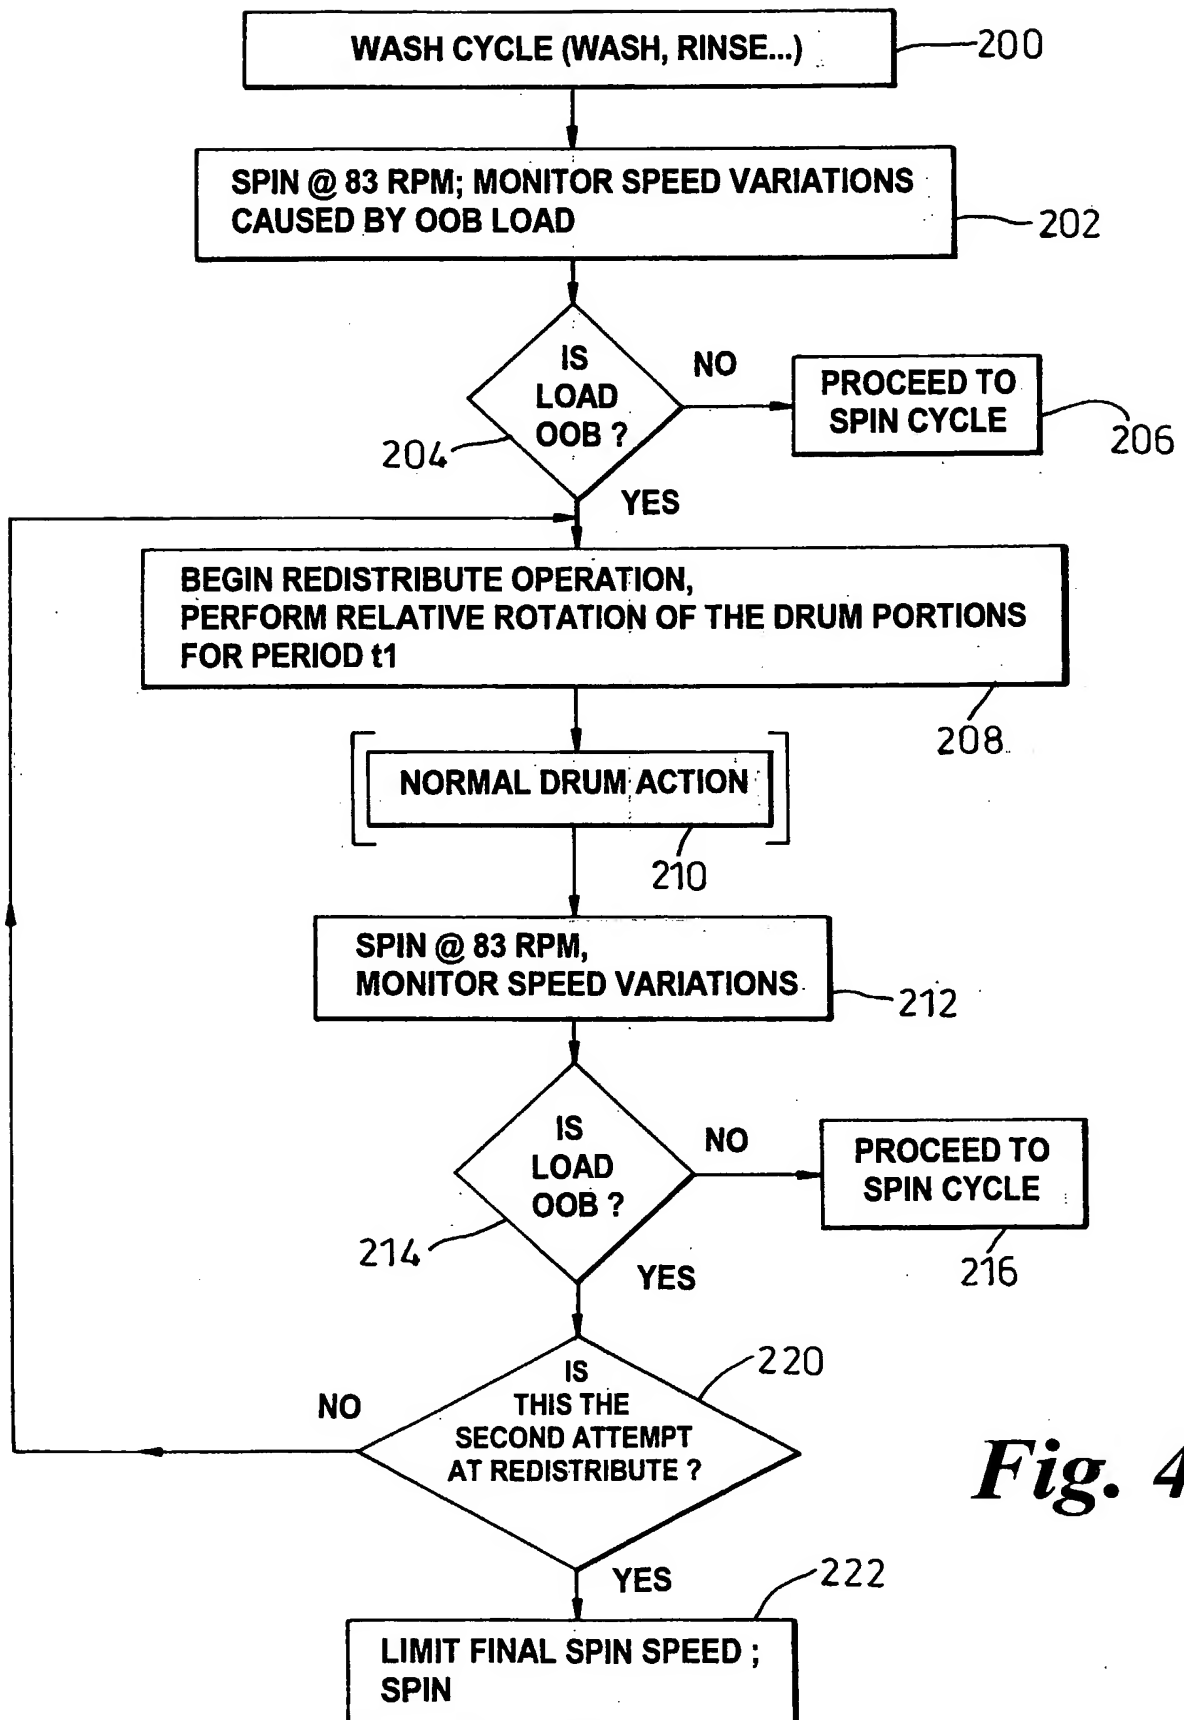 WASH CYCLE (WASH, RINSE...)
200
SPIN @ 83 RPM; MONITOR SPEED VARIATIONS
CAUSED BY OOB LOAD
202
IS
LOAD
OOB ?
204
NO
PROCEED TO
SPIN CYCLE
206
YES
BEGIN REDISTRIBUTE OPERATION,
PERFORM RELATIVE ROTATION OF THE DRUM PORTIONS
FOR PERIOD t1
208
NORMAL DRUM ACTION
210
SPIN @ 83 RPM,
MONITOR SPEED VARIATIONS
212
IS
LOAD
OOB ?
214
NO
PROCEED TO
SPIN CYCLE
216
YES
IS
THIS THE
SECOND ATTEMPT
AT REDISTRIBUTE ?
220
NO
YES
LIMIT FINAL SPIN SPEED ;
SPIN
222
Fig. 4